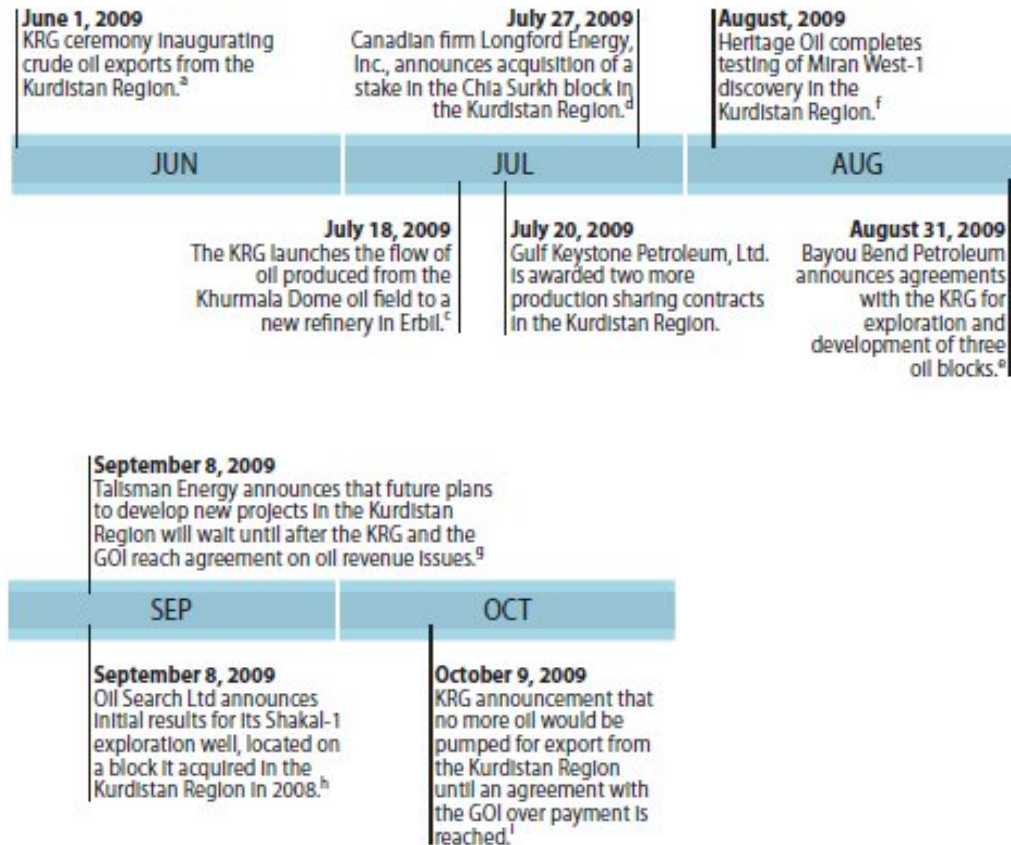 June 1, 2009
KRG ceremony inaugurating
crude oil exports from the
Kurdistan Region.a
July 27, 2009
Canadian firm Longford Energy,
Inc., announces acquisition of a
stake in the Chia Surkh block in
the Kurdistan Region.d
August, 2009
Heritage Oil completes
testing of Miran West-1
discovery in the
Kurdistan Region.f
JUN
JUL
AUG
July 18, 2009
The KRG launches the flow of
oil produced from the
Khurmala Dome oil field to a
new refinery in Erbil.c
July 20, 2009
Gulf Keystone Petroleum, Ltd.
is awarded two more
production sharing contracts
in the Kurdistan Region.
August 31, 2009
Bayou Bend Petroleum
announces agreements
with the KRG for
exploration and
development of three
oil blocks.e
September 8, 2009
Talisman Energy announces that future plans
to develop new projects in the Kurdistan
Region will wait until after the KRG and the
GOI reach agreement on oil revenue issues.g
SEP
OCT
September 8, 2009
Oil Search Ltd announces
initial results for its Shakal-1
exploration well, located on
a block it acquired in the
Kurdistan Region in 2008.h
October 9, 2009
KRG announcement that
no more oil would be
pumped for export from
the Kurdistan Region
until an agreement with
the GOI over payment is
reached.i